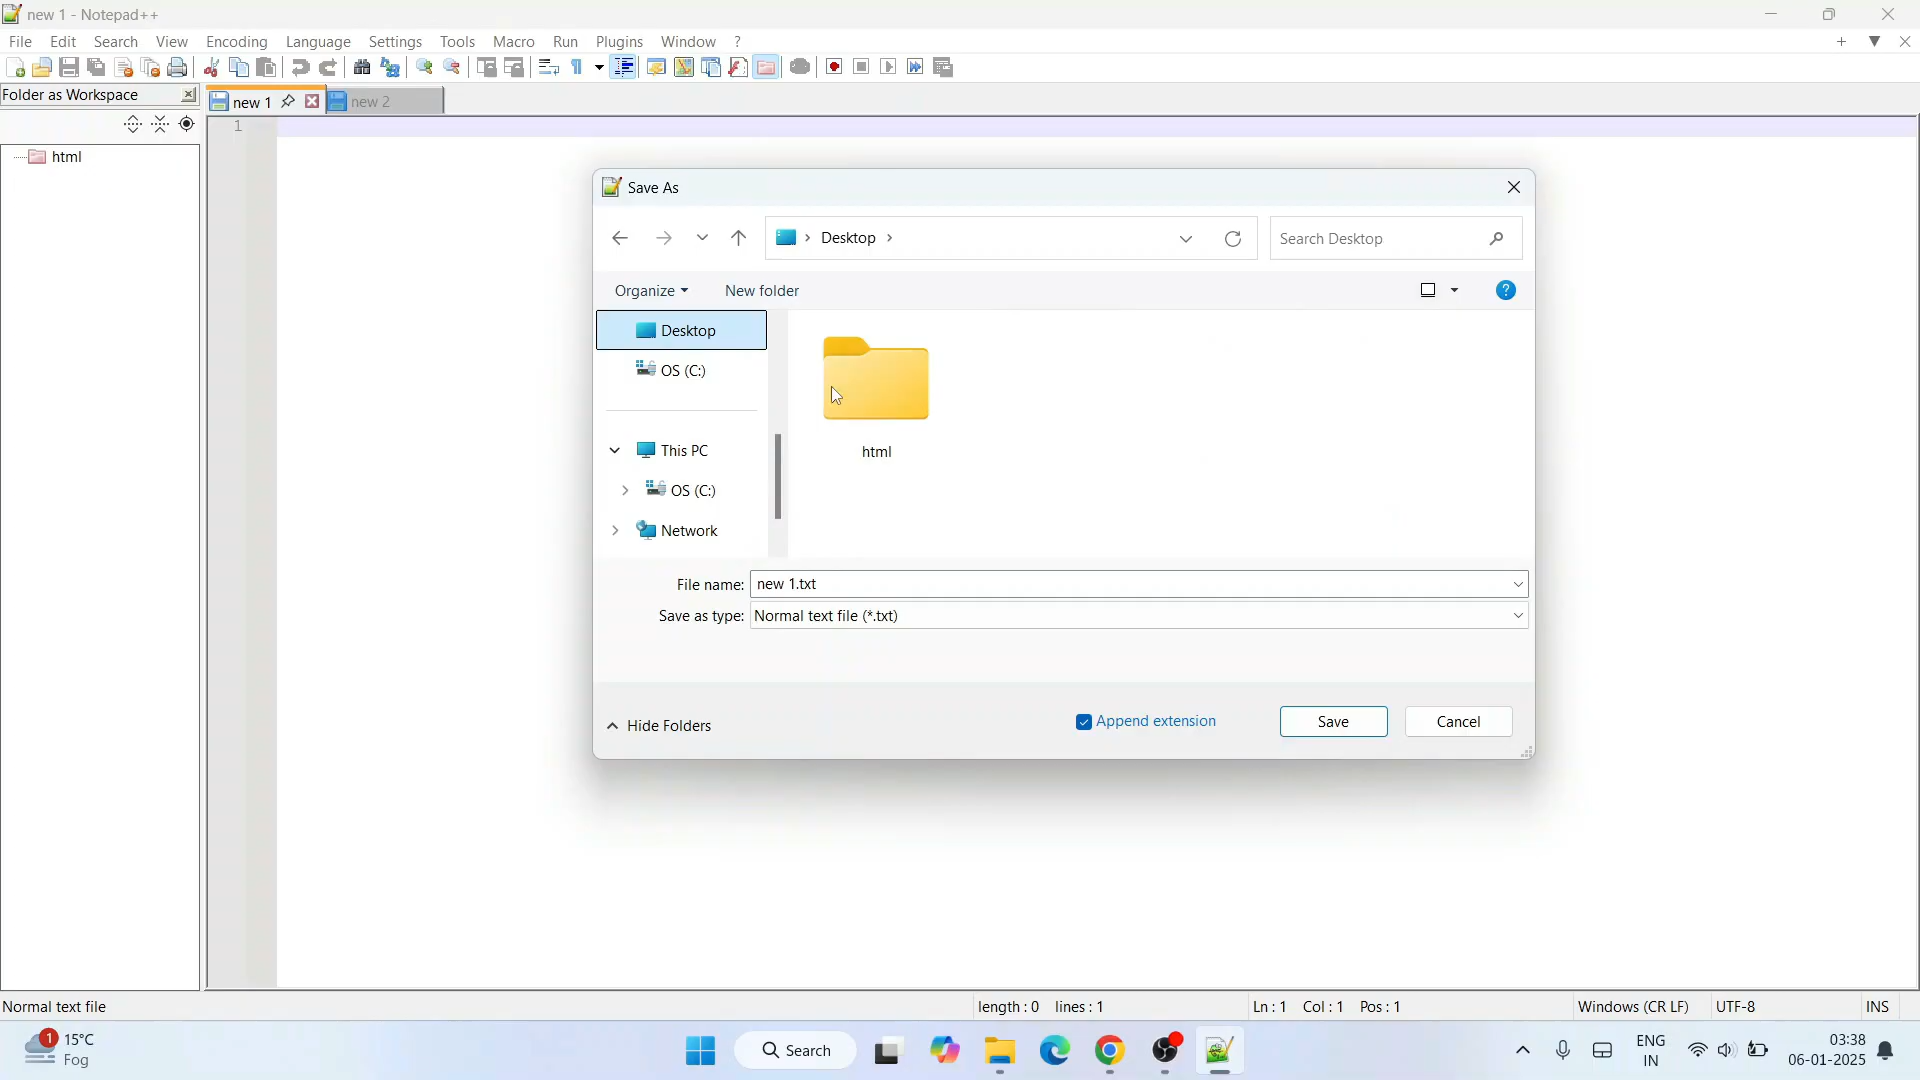 new 1 - Notepad++
File Edit Search View Encoding Language Settings Tools Macro Run Plugins Window ?
Folder as Workspace
new 1
new 2
1
html
Save As
Desktop
Search Desktop
Organize
New folder
Desktop
OS (C:)
This PC
OS (C:)
Network
html
File name: new 1.txt
Save as type: Normal text file (*.txt)
Hide Folders
Append extension
Save
Cancel
Normal text file
length : 0 lines : 1
Ln : 1 Col : 1 Pos : 1
Windows (CR LF)
UTF-8
INS
1
15°C
Fog
Search
ENG
IN
03:38
06-01-2025